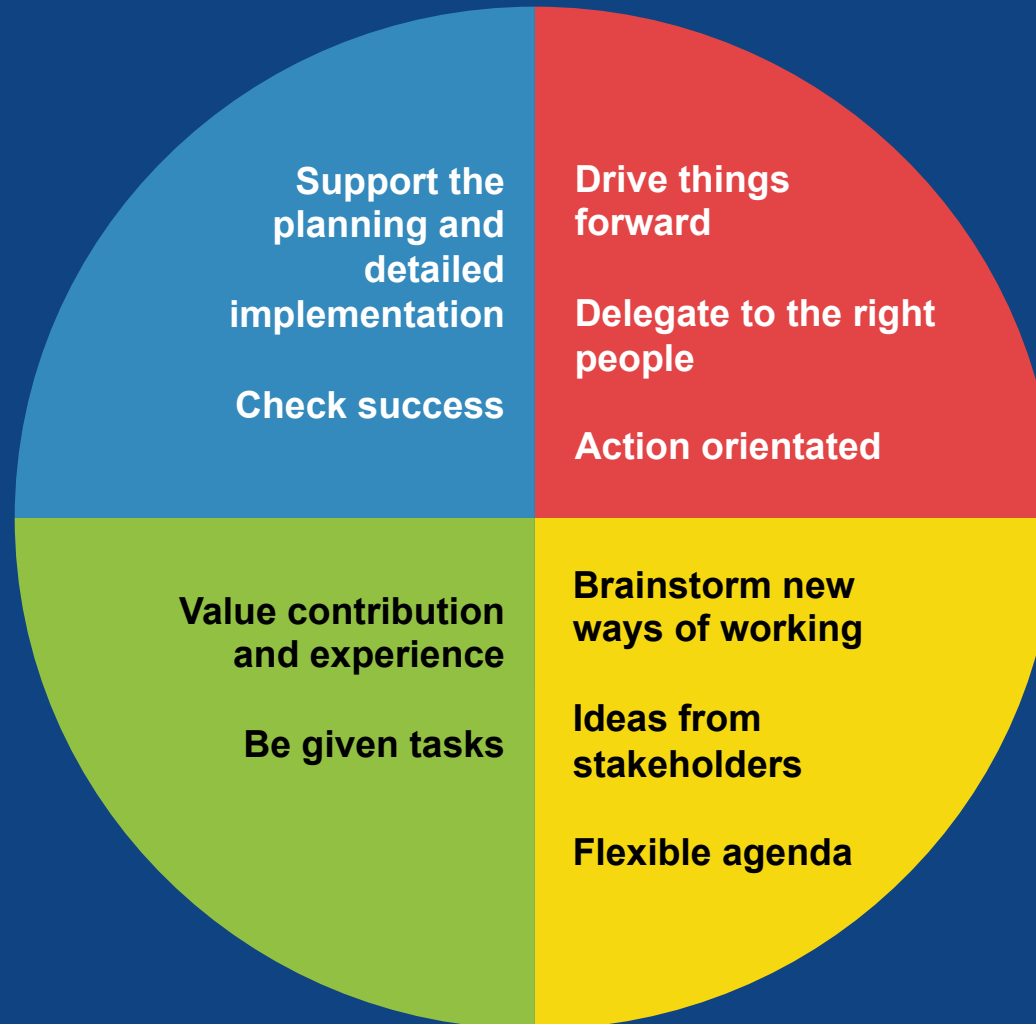 Support the
planning and
detailed
implementation
Check success
Drive things
forward
Delegate to the right
people
Action orientated
Value contribution
and experience
Be given tasks
Brainstorm new
ways of working
Ideas from
stakeholders
Flexible agenda